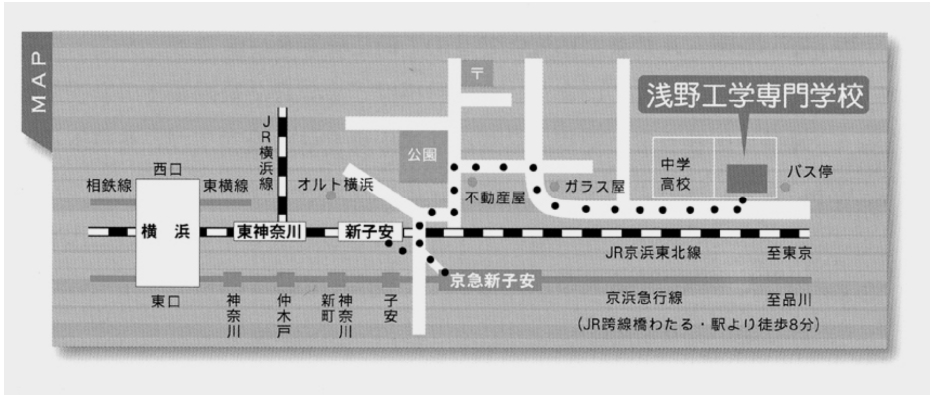 MAP
〒
浅野工学専門学校
JR横浜線
公園
中学
高校
バス停
西口
相鉄線
東横線
オルト横浜
不動産屋
ガラス屋
横 浜
東神奈川
新子安
JR京浜東北線
至東京
京急新子安
東口
神奈川
仲木戸
神奈川
新町
子安
京浜急行線
至品川
(JR跨線橋わたる・駅より徒歩8分)